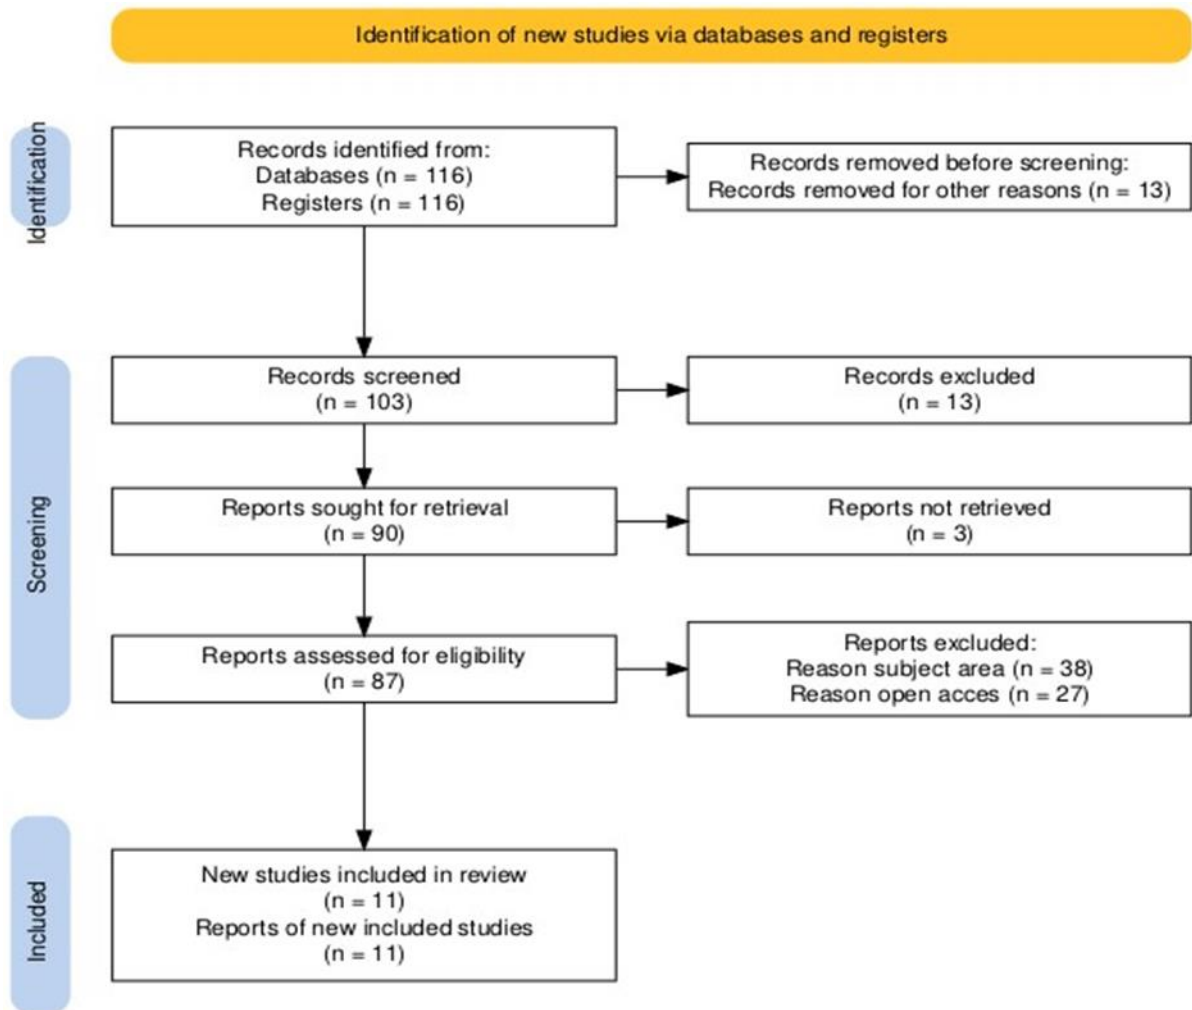 Identification of new studies via databases and registers
Identification
Records identified from:
Databases (n = 116)
Registers (n = 116)
Records removed before screening:
Records removed for other reasons (n = 13)
Screening
Records screened
(n = 103)
Records excluded
(n = 13)
Reports sought for retrieval
(n = 90)
Reports not retrieved
(n = 3)
Reports assessed for eligibility
(n = 87)
Reports excluded:
Reason subject area (n = 38)
Reason open acces (n = 27)
Included
New studies included in review
(n = 11)
Reports of new included studies
(n = 11)